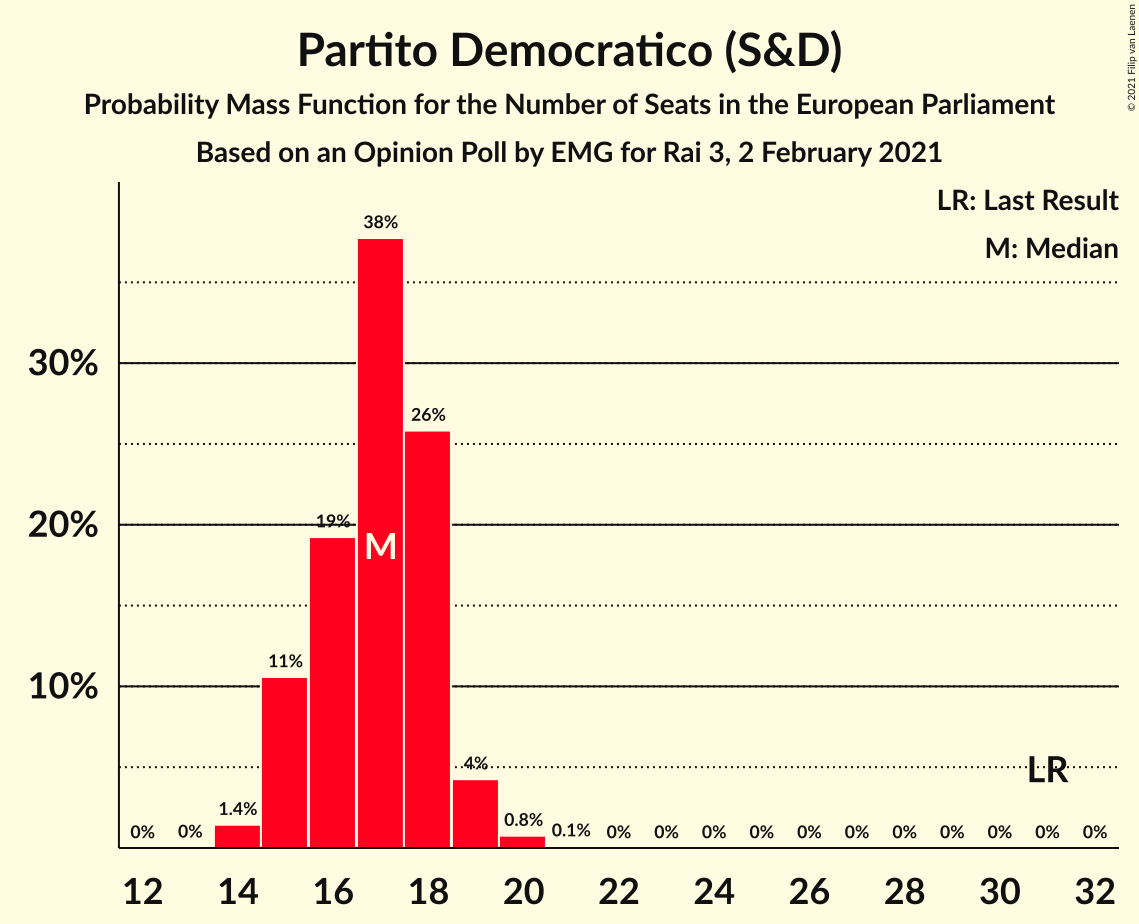 Partito Democratico (S&D)
Probability Mass Function for the Number of Seats in the European Parliament
Based on an Opinion Poll by EMG for Rai 3, 2 February 2021
© 2021 Filip van Laenen
LR: Last Result
M: Median
38%
30%
26%
20%
19%
M
11%
10%
LR
4%
1.4%
0.8%
0% 0% 0.1% 0% 0% 0% 0% 0% 0% 0% 0% 0% 0% 0%
12 14 16 18 20 22 24 26 28 30 32